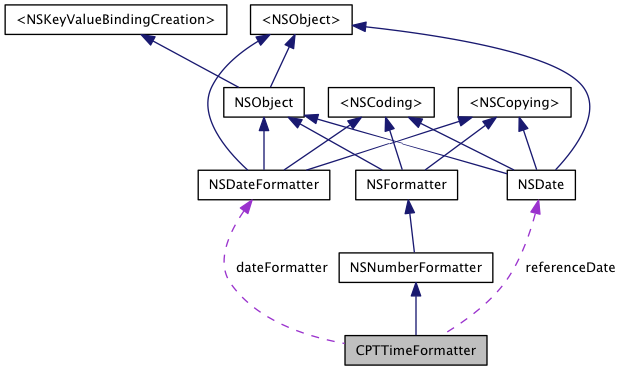 <NSKeyValueBindingCreation>
<NSObject>
NSObject
<NSCoding>
<NSCopying>
NSDateFormatter
NSFormatter
NSDate
dateFormatter
NSNumberFormatter
referenceDate
CPTTimeFormatter